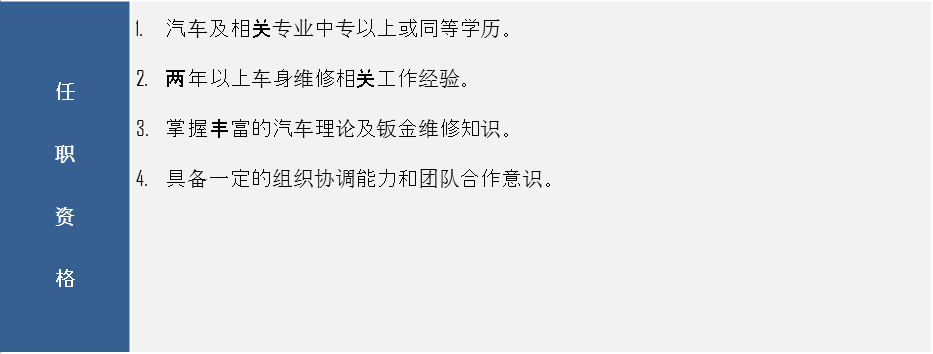 任
职
资
格
1. 汽车及相关专业中专以上或同等学历。
2. 两年以上车身维修相关工作经验。
3. 掌握丰富的汽车理论及钣金维修知识。
4. 具备一定的组织协调能力和团队合作意识。